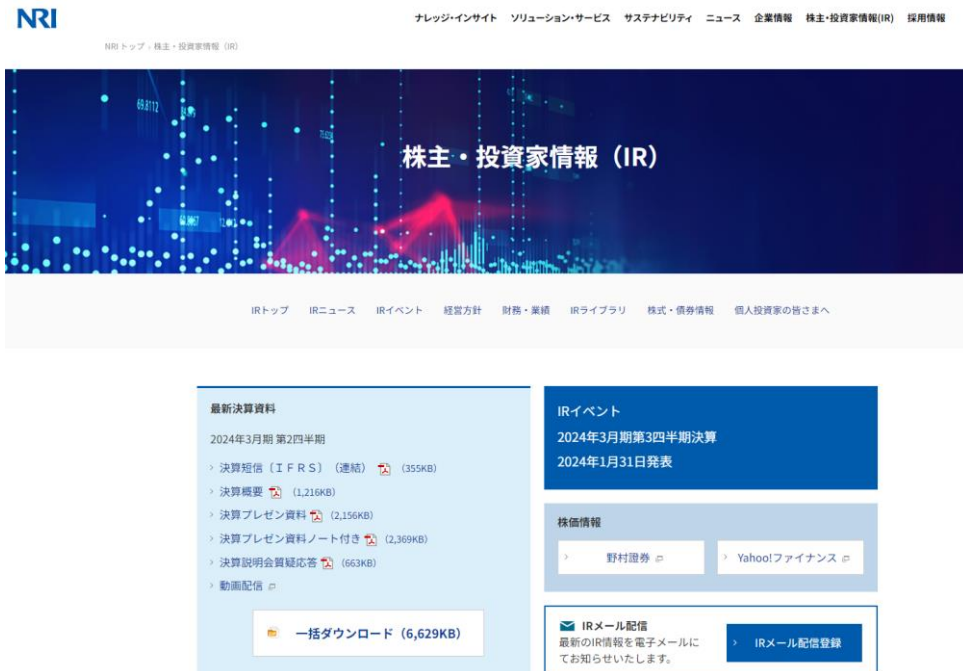 NRI
ナレッジ・インサイト ソリューション・サービス サステナビリティ ニュース 企業情報 株主・投資家情報(IR) 採用情報
NRI トップ › 株主・投資家情報（IR）
69.8112
株主・投資家情報（IR）
IRトップ IRニュース IRイベント 経営方針 財務・業績 IRライブラリ 株式・債券情報 個人投資家の皆さまへ
最新決算資料
2024年3月期 第2四半期
› 決算短信〔ＩＦＲＳ〕（連結） （355KB）
› 決算概要 （1,216KB）
› 決算プレゼン資料 （2,156KB）
› 決算プレゼン資料ノート付き （2,369KB）
› 決算説明会質疑応答 （663KB）
› 動画配信
一括ダウンロード（6,629KB）
IRイベント
2024年3月期第3四半期決算
2024年1月31日発表
株価情報
› 野村證券
› Yahoo!ファイナンス
IRメール配信
最新のIR情報を電子メールに
てお知らせいたします。
› IRメール配信登録